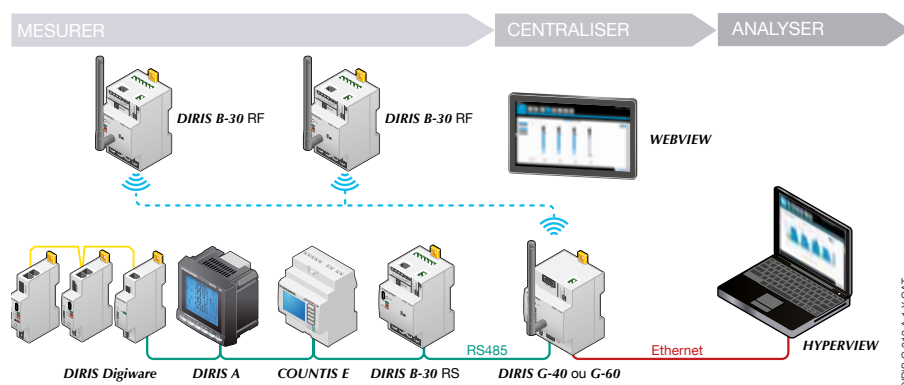 MESURER
CENTRALISER
ANALYSER
DIRIS B-30 RF
DIRIS B-30 RF
WEBVIEW
HYPERVIEW
RS485
Ethernet
DIRIS Digiware
DIRIS A
COUNTIS E
DIRIS B-30 RS
DIRIS G-40 ou G-60